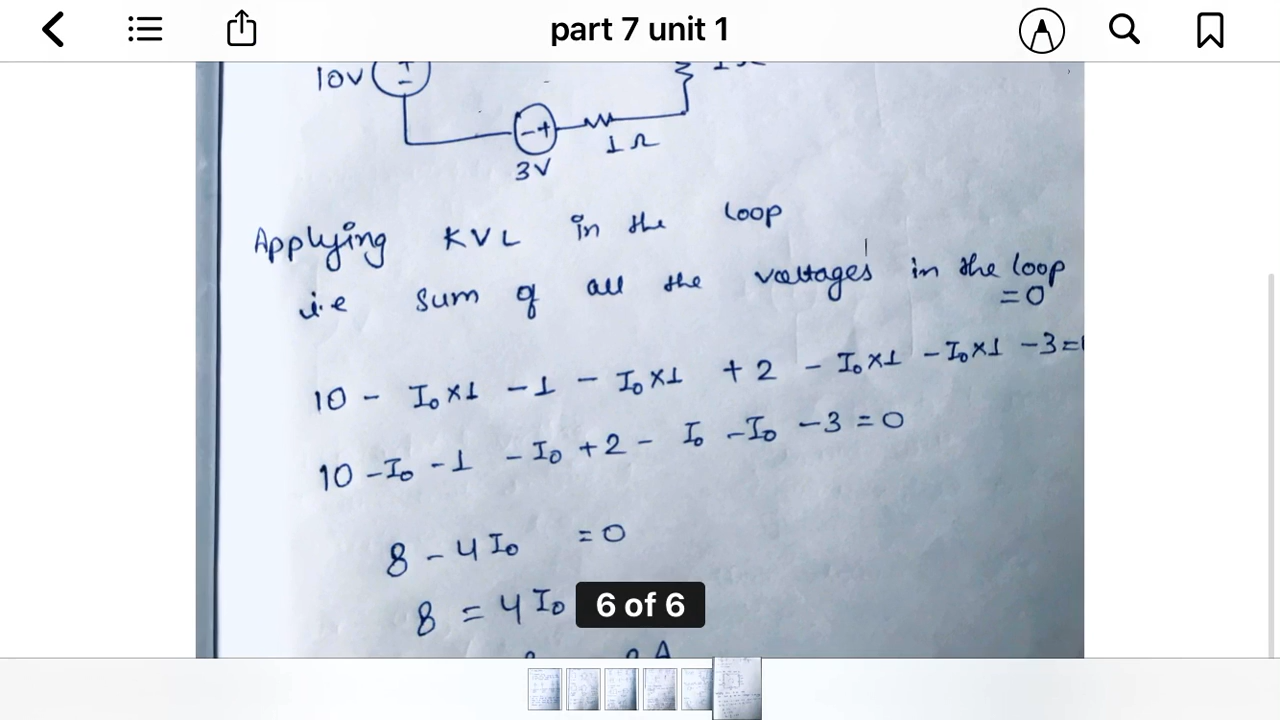 part 7 unit 1
10V
+
-
-+
3V
1Ω
Applying KVL in the loop
i.e sum of all the voltages in the loop
=0
10 - I₀×1 -1 - I₀×1 +2 - I₀×1 -I₀×1 -3=
10 -I₀ -1 -I₀ +2 - I₀ -I₀ -3 =0
8 - 4I₀ =0
8 = 4I₀
6 of 6